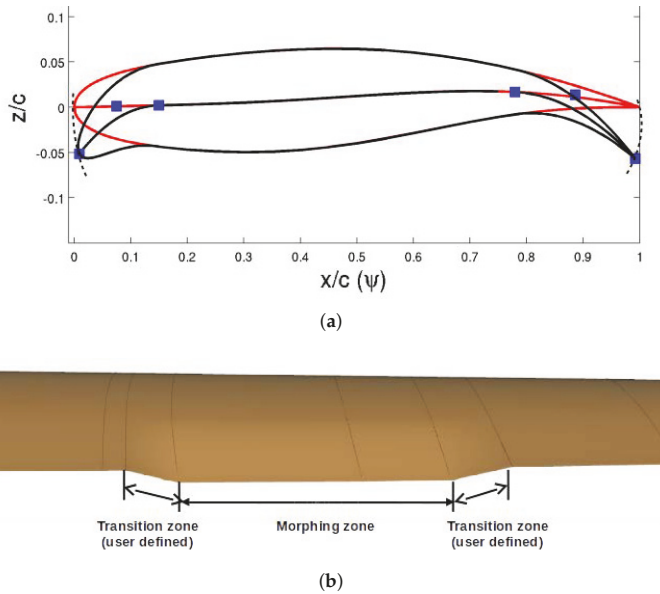 0.1
0.05
0
-0.05
-0.1
z/c
0 0.1 0.2 0.3 0.4 0.5 0.6 0.7 0.8 0.9 1
x/c (ψ)
(a)
Transition zone
(user defined)
Morphing zone
Transition zone
(user defined)
(b)